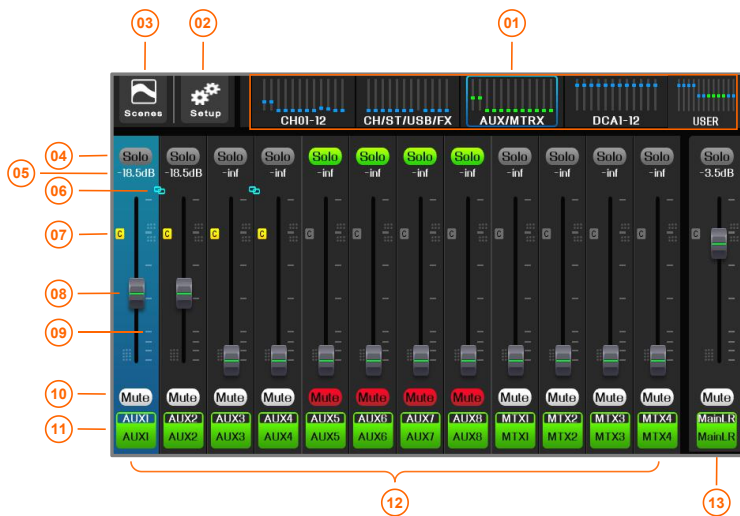 03 02 01
Scenes Setup CH01-12 CH/ST/USB/FX AUX/MTRX DCA1-12 USER
04 Solo Solo Solo Solo Solo Solo Solo Solo Solo Solo Solo Solo Solo
05 -18.5dB -18.5dB -inf -inf -inf -inf -inf -inf -inf -inf -inf -inf -3.5dB
06
07 C C C C C C C C C C C C C
08
09
10 Mute Mute Mute Mute Mute Mute Mute Mute Mute Mute Mute Mute Mute
11 AUX1 AUX2 AUX3 AUX4 AUX5 AUX6 AUX7 AUX8 MTX1 MTX2 MTX3 MTX4 MainLR
AUX1 AUX2 AUX3 AUX4 AUX5 AUX6 AUX7 AUX8 MTX1 MTX2 MTX3 MTX4 MainLR
12 13